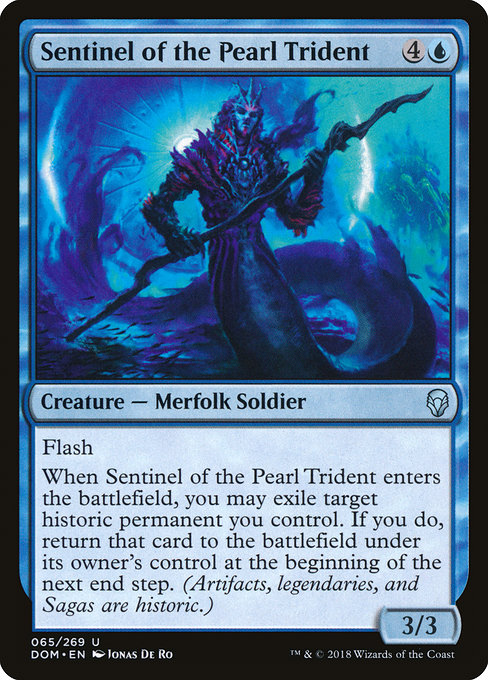 Sentinel of the Pearl Trident 4
Creature — Merfolk Soldier
Flash
When Sentinel of the Pearl Trident enters
the battlefield, you may exile target
historic permanent you control. If you do,
return that card to the battlefield under
its owner's control at the beginning of the
next end step. (Artifacts, legendaries, and
Sagas are historic.)
3/3
065/269 U
DOM • EN Jonas De Ro
™ & © 2018 Wizards of the Coast